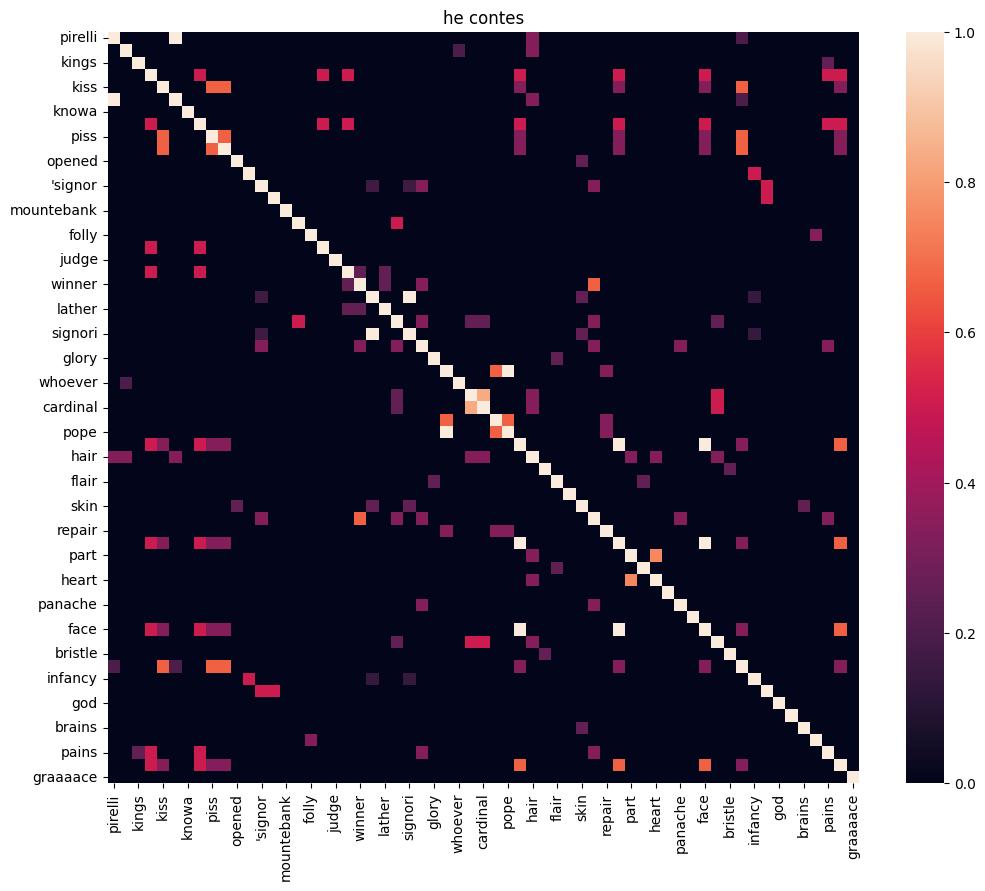 he contes
pirelli
kings
kiss
knowa
piss
opened
'signor
mountebank
folly
judge
winner
lather
signori
glory
whoever
cardinal
pope
hair
flair
skin
repair
part
heart
panache
face
bristle
infancy
god
brains
pains
graaaace
1.0
0.8
0.6
0.4
0.2
0.0
pirelli
kings
kiss
knowa
piss
opened
'signor
mountebank
folly
judge
winner
lather
signori
glory
whoever
cardinal
pope
hair
flair
skin
repair
part
heart
panache
face
bristle
infancy
god
brains
pains
graaaace